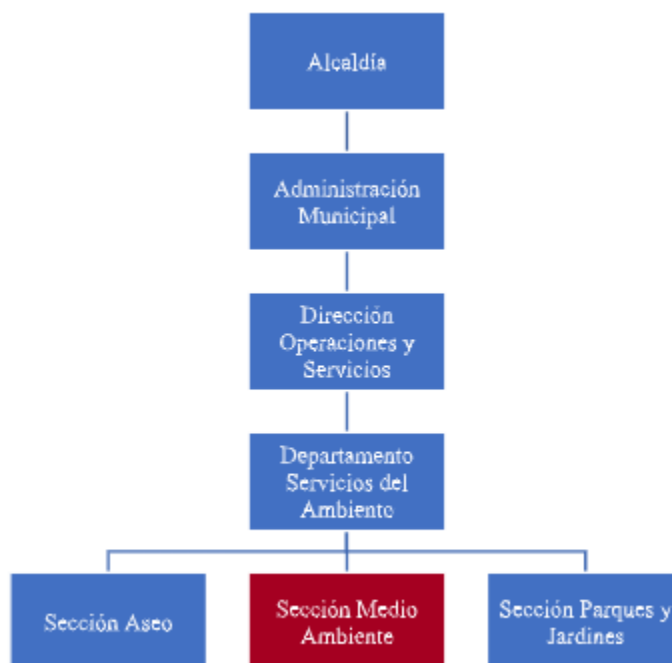 Alcaldía
Administración
Municipal
Dirección
Operaciones y
Servicios
Departamento
Servicios del
Ambiente
Sección Aseo
Sección Medio
Ambiente
Sección Parques y
Jardines